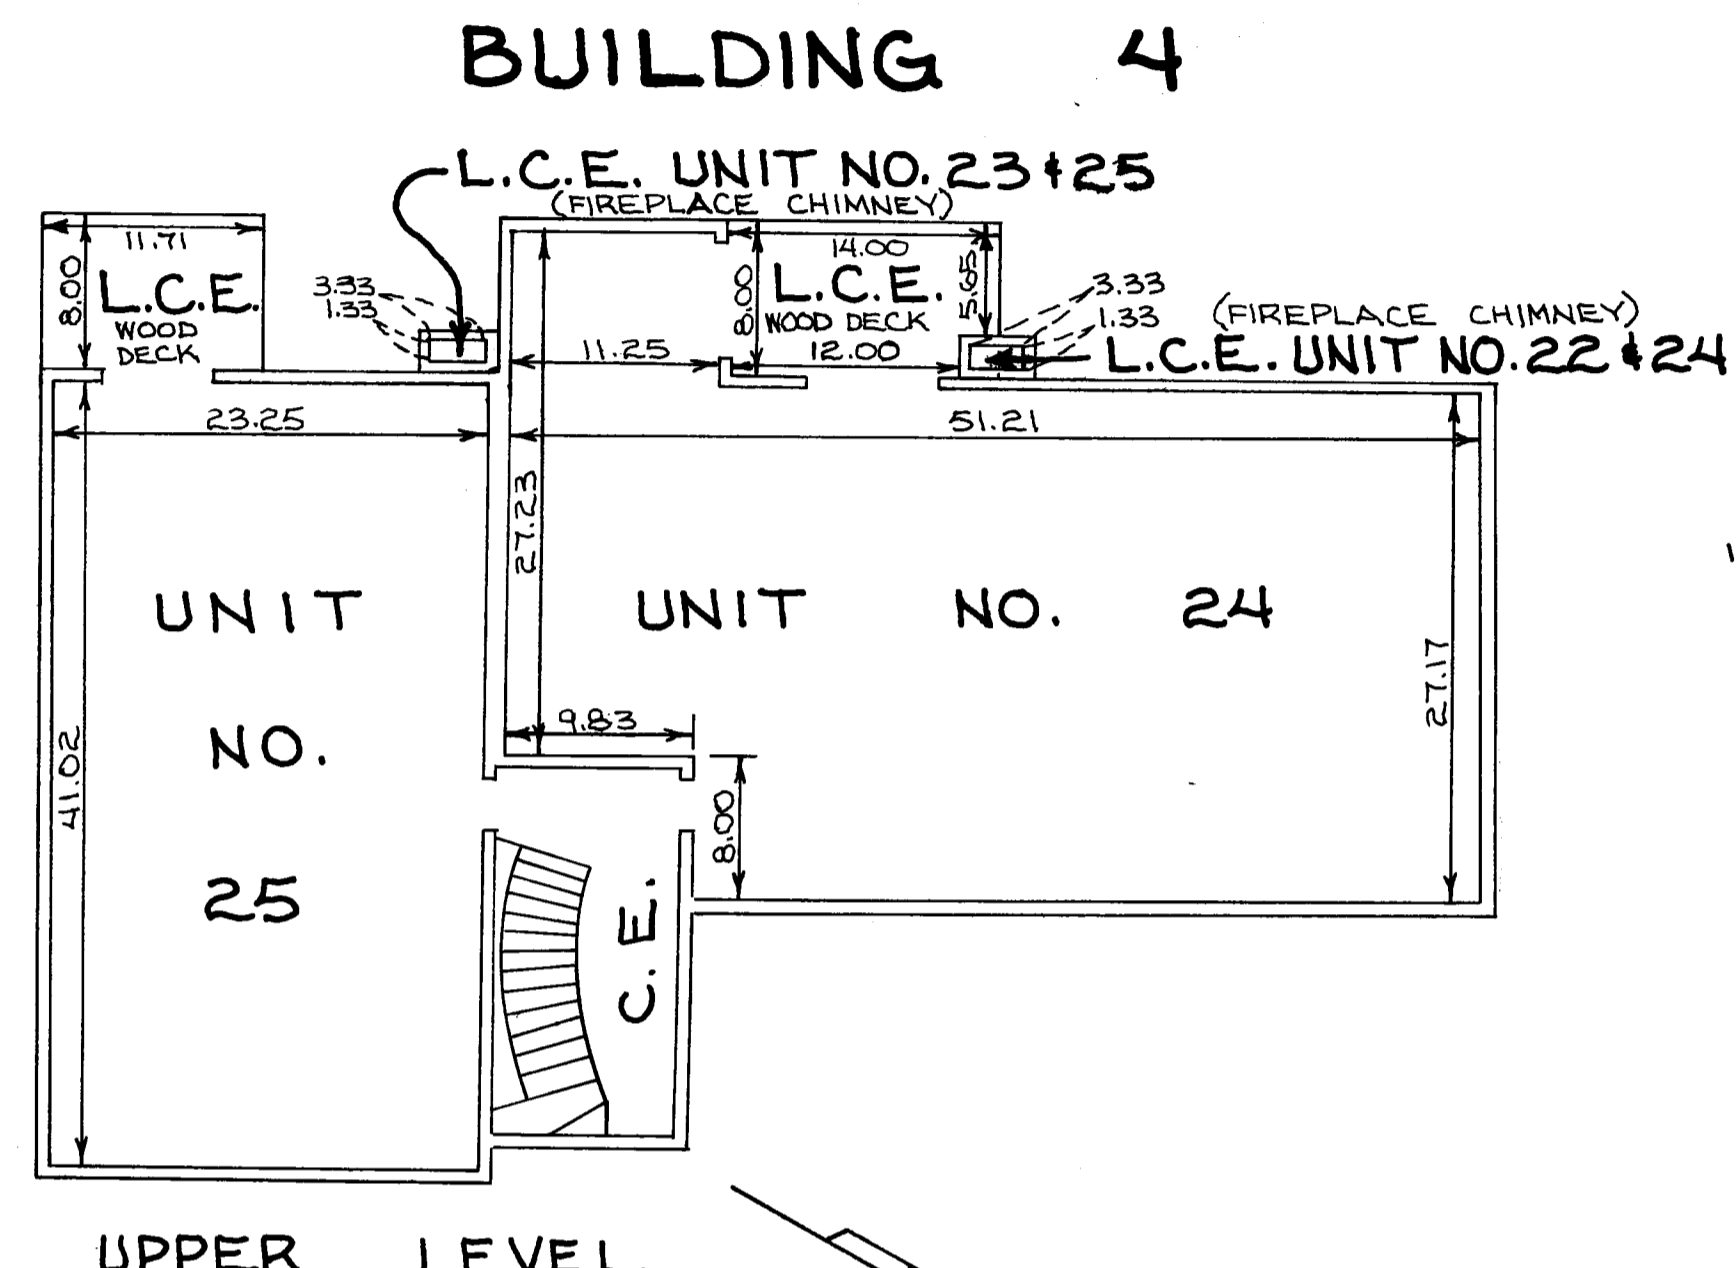 BUILDING 4
L.C.E. UNIT NO. 23 & 25
(FIREPLACE CHIMNEY)
11.71
8.00
L.C.E.
WOOD
DECK
3.33
1.33
14.00
8.00
L.C.E.
WOOD DECK
5.65
12.00
11.25
3.33
1.33
(FIREPLACE CHIMNEY)
L.C.E. UNIT NO. 22 & 24
23.25
51.21
27.23
UNIT
NO.
25
41.02
UNIT NO. 24
27.17
9.83
8.00
C.E.
UPPER LEVEL